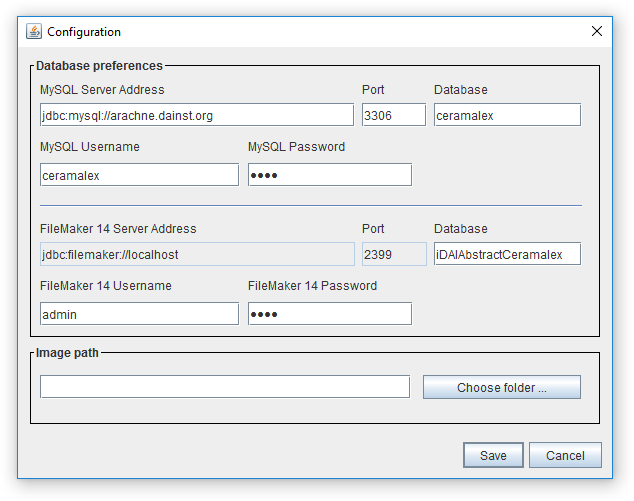 Configuration
Database preferences
MySQL Server Address Port Database
jdbc:mysql://arachne.dainst.org 3306 ceramalex
MySQL Username MySQL Password
ceramalex ●●●●
FileMaker 14 Server Address Port Database
jdbc:filemaker://localhost 2399 iDAIAbstractCeramalex
FileMaker 14 Username FileMaker 14 Password
admin ●●●●
Image path
Choose folder ...
Save Cancel